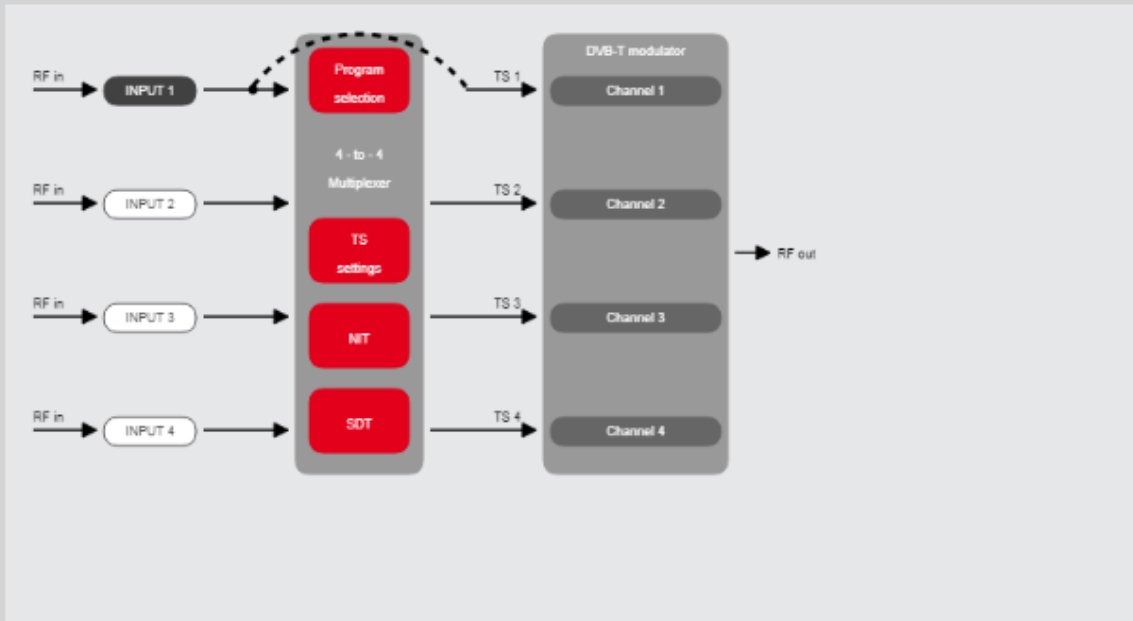 DVB-T modulator
RF in
INPUT 1
Program
selection
TS 1
Channel 1
4 - to - 4
Multiplexer
RF in
INPUT 2
TS 2
Channel 2
TS
settings
RF out
RF in
INPUT 3
NIT
TS 3
Channel 3
RF in
INPUT 4
SDT
TS 4
Channel 4